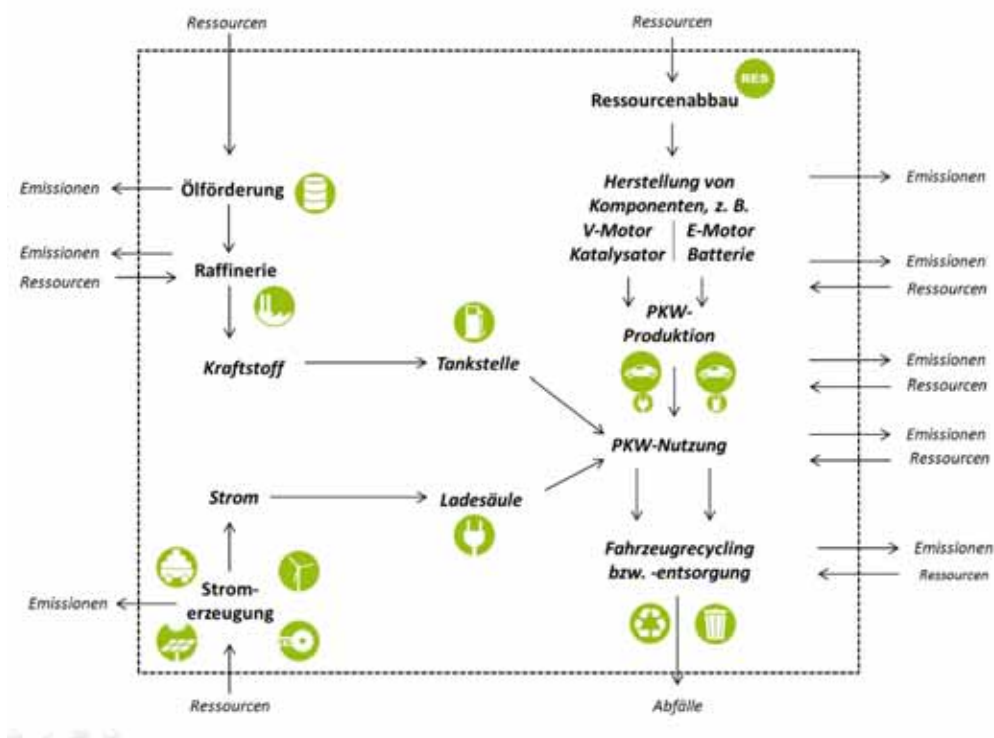 Ressourcen
Ressourcen
RES
Ressourcenabbau
Emissionen
Ölförderung
Herstellung von
Komponenten, z. B.
V-Motor
E-Motor
Katalysator
Batterie
Emissionen
Emissionen
Ressourcen
Raffinerie
Emissionen
Ressourcen
PKW-
Produktion
Kraftstoff
Tankstelle
Emissionen
Ressourcen
PKW-Nutzung
Emissionen
Ressourcen
Strom
Ladesäule
Fahrzeugrecycling
bzw. -entsorgung
Emissionen
Ressourcen
Emissionen
Strom-
erzeugung
Ressourcen
Abfälle